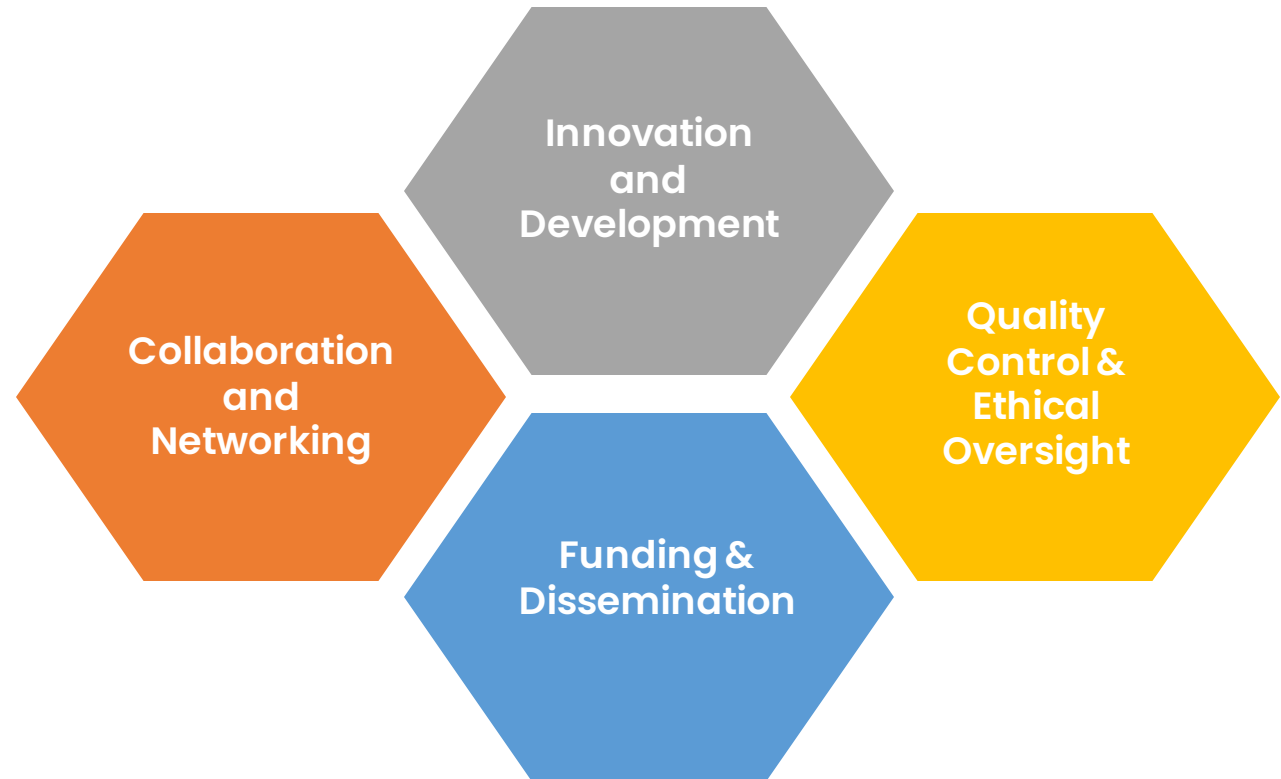 Innovation
and
Development
Collaboration
and
Networking
Quality
Control &
Ethical
Oversight
Funding &
Dissemination